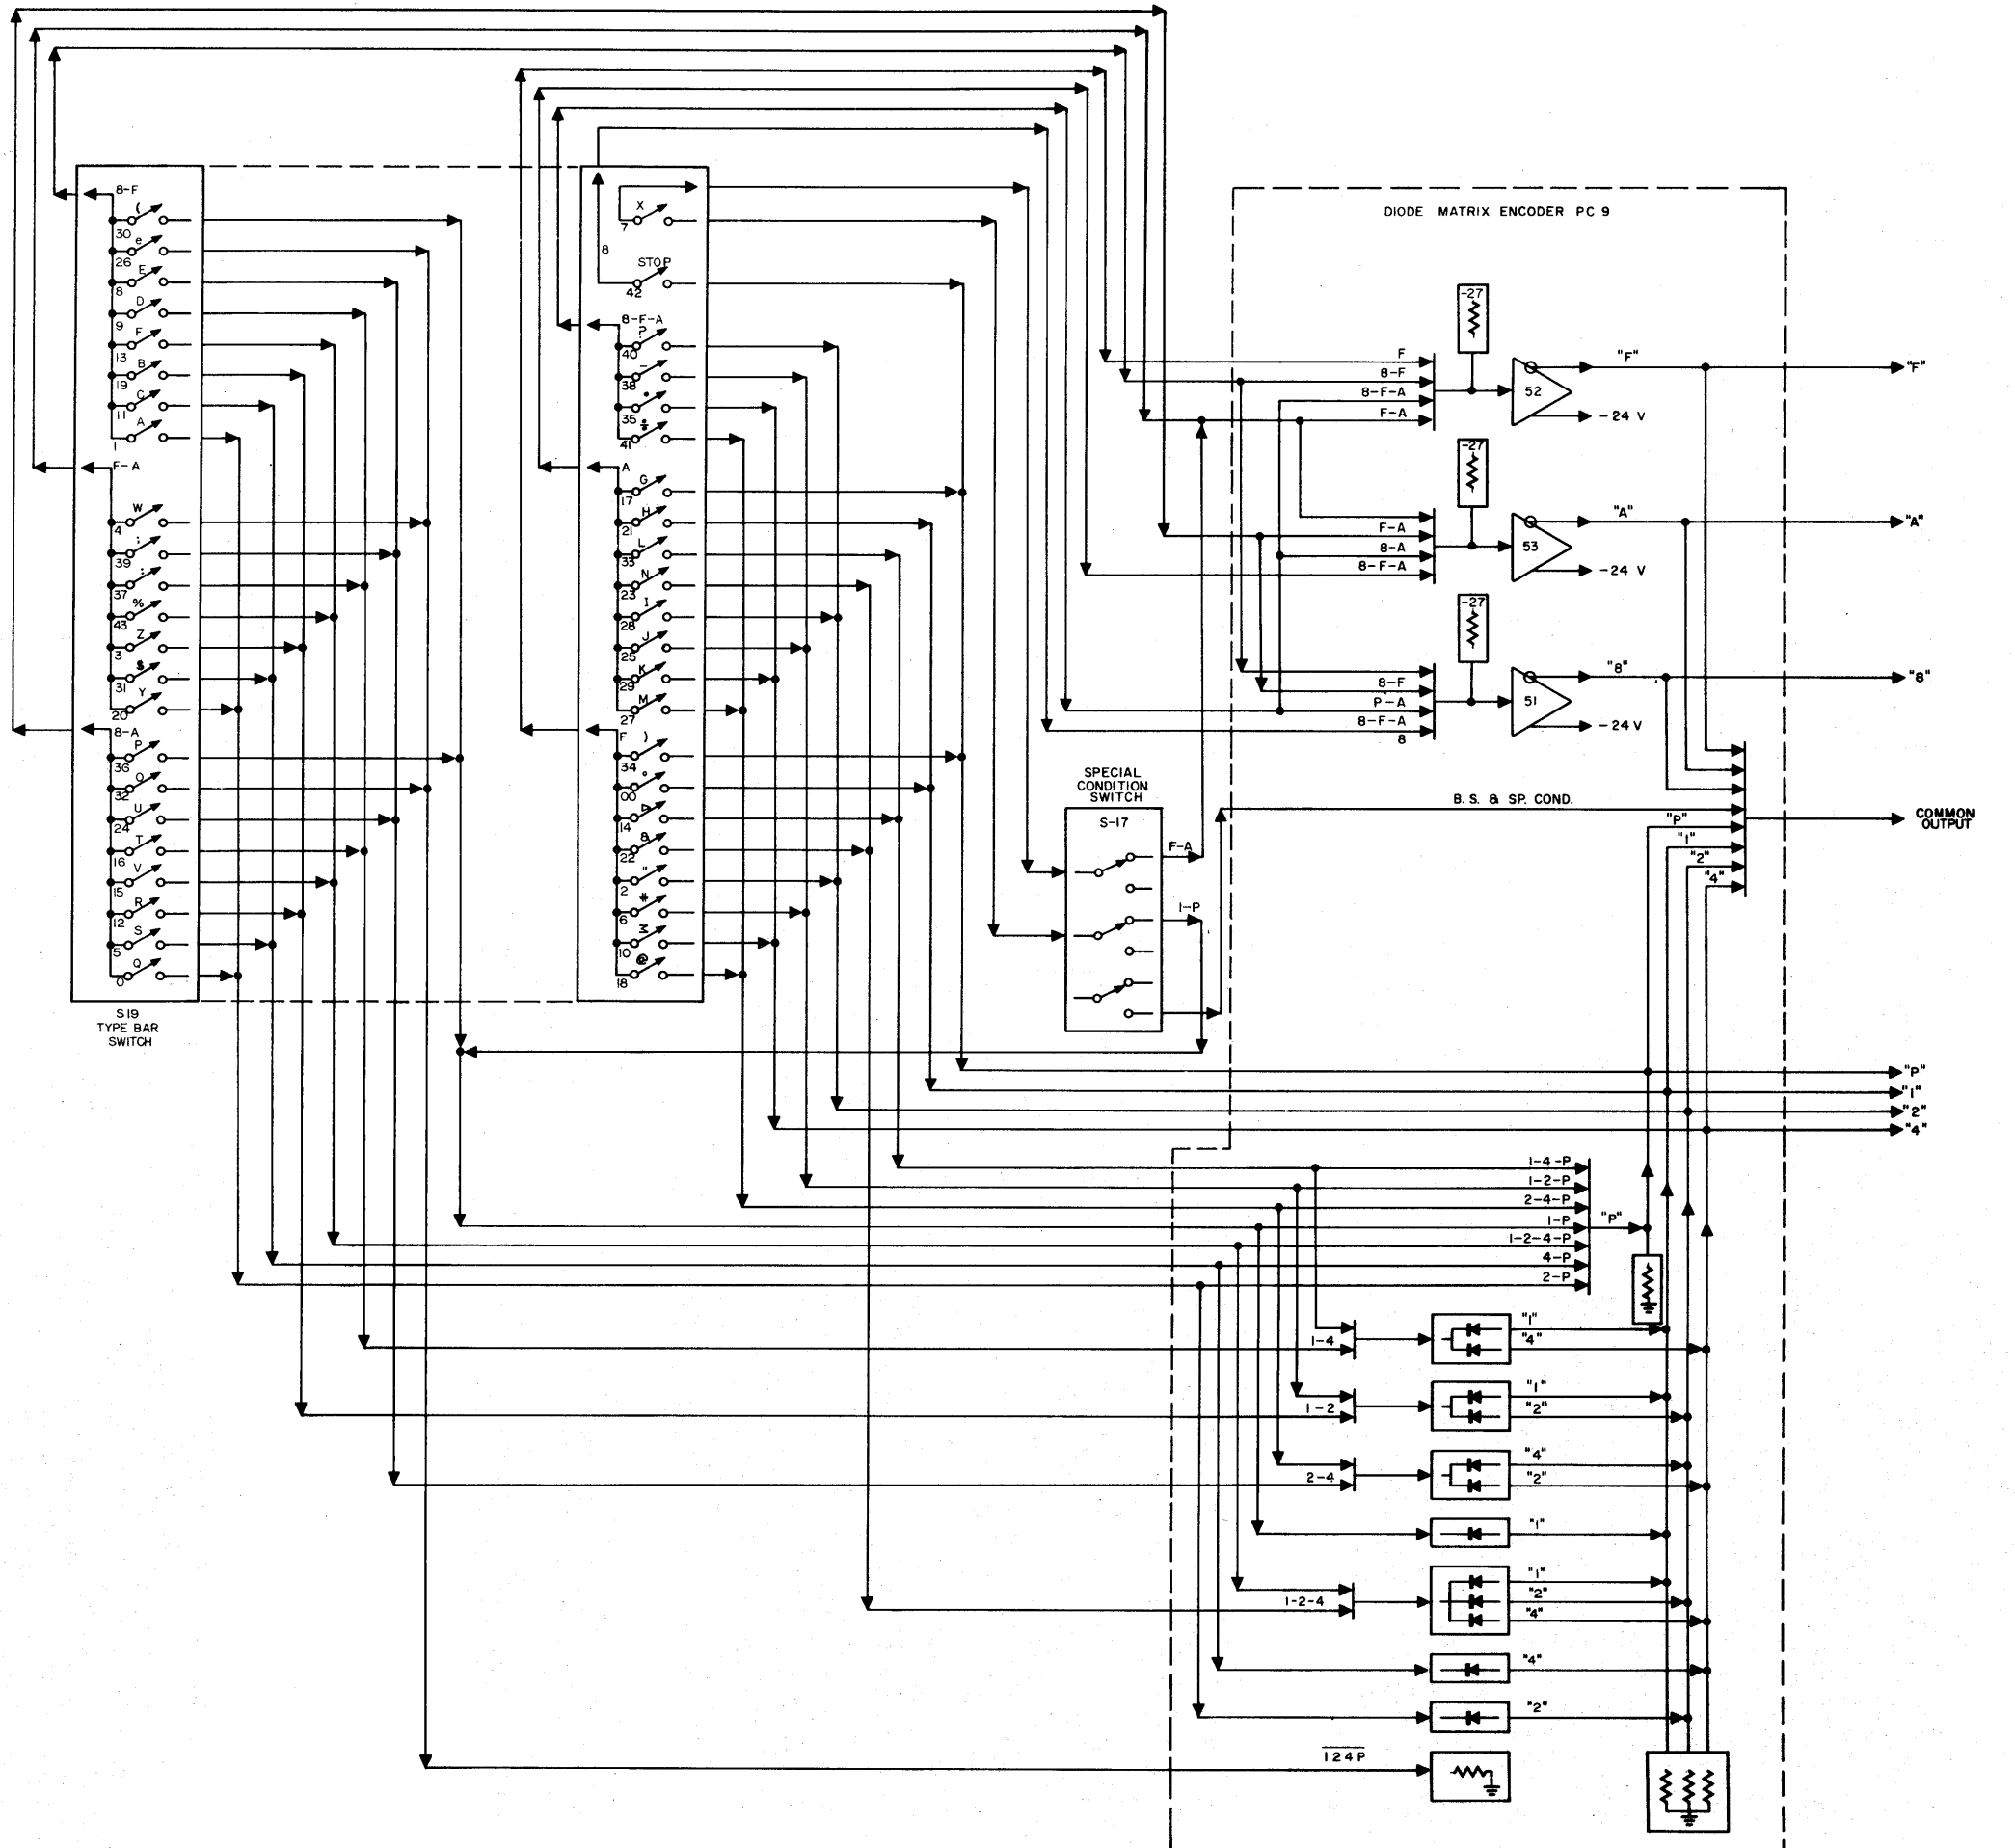 8-F
(
30
e
26
E
8
D
9
F
13
B
19
C
11
A
1
F-A
W
4
;
39
:
37
%
43
Z
3
$
31
Y
20
8-A
P
36
O
32
U
24
T
16
V
15
R
12
S
5
Q
0
S19
TYPE BAR
SWITCH
X
7
8
STOP
42
8-F-A
?
40
-
38
•
35
÷
41
A
G
17
H
21
L
33
N
23
I
28
J
25
K
29
M
27
F
)
34
°
00
14
&
22
"
2
#
6
Σ
10
@
18
SPECIAL
CONDITION
SWITCH
S-17
F-A
1-P
DIODE MATRIX ENCODER PC 9
-27
F
8-F
8-F-A
F-A
52
"F"
-24 V
"F"
-27
F-A
8-A
8-F-A
53
"A"
-24 V
"A"
-27
8-F
P-A
8-F-A
8
51
"8"
-24 V
"8"
B.S. & SP. COND.
"P"
"1"
"2"
"4"
COMMON
OUTPUT
"P"
"1"
"2"
"4"
1-4-P
1-2-P
2-4-P
1-P
1-2-4-P
4-P
2-P
"P"
1-4
"1"
"4"
1-2
"1"
"2"
2-4
"4"
"2"
"1"
1-2-4
"1"
"2"
"4"
"4"
"2"
124P